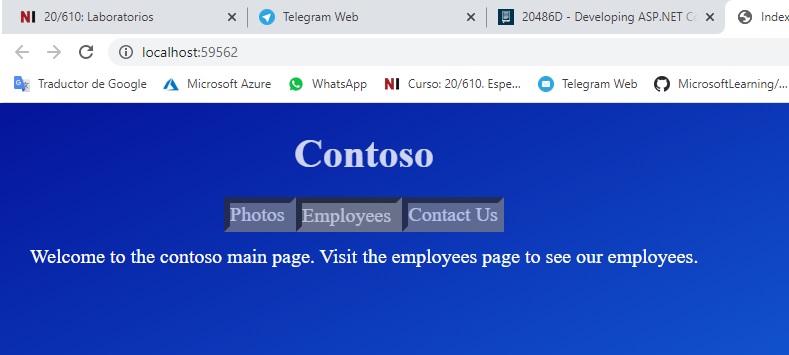 NI 20/610: Laboratorios
Telegram Web
20486D - Developing ASP.NET C
Index
localhost:59562
Traductor de Google
Microsoft Azure
WhatsApp
NI Curso: 20/610. Espe...
Telegram Web
MicrosoftLearning/...
Contoso
Photos
Employees
Contact Us
Welcome to the contoso main page. Visit the employees page to see our employees.